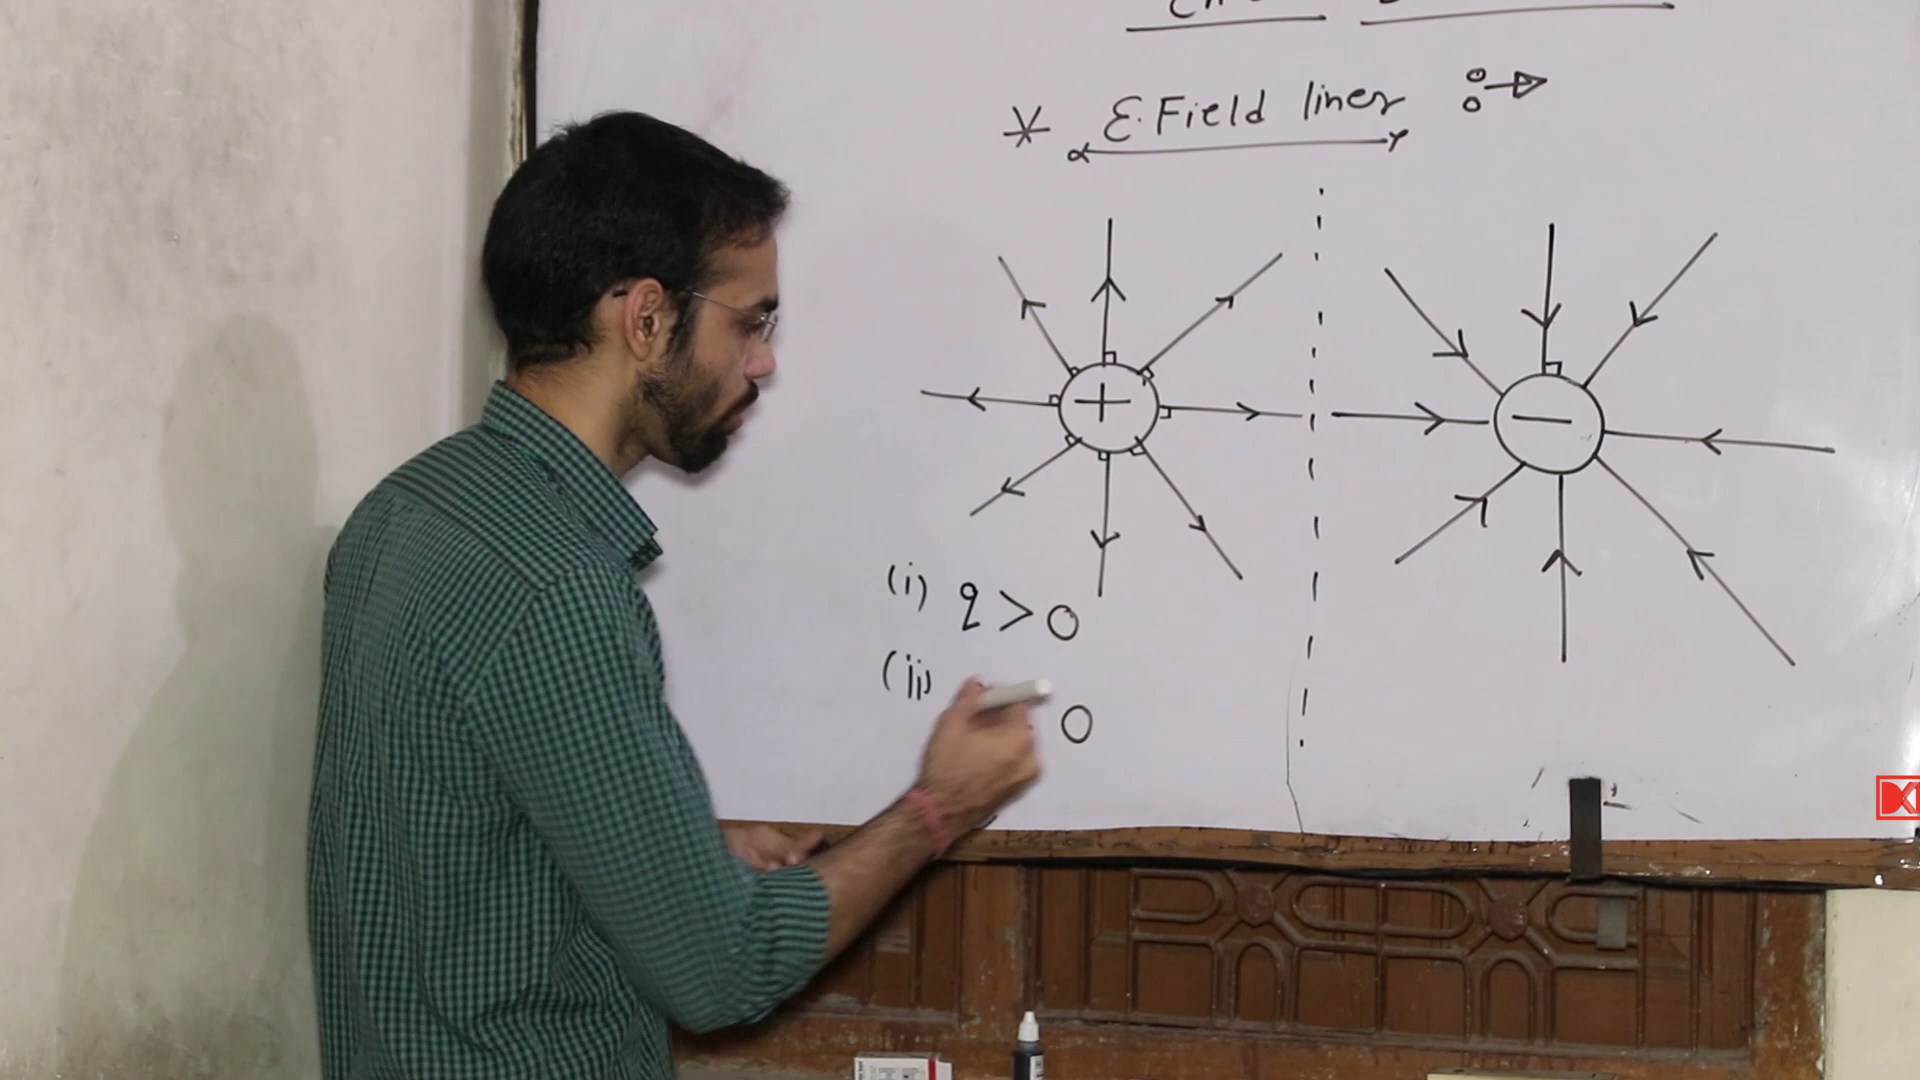 * E. Field lines :→
+
−
(i) q > 0
(ii) 0